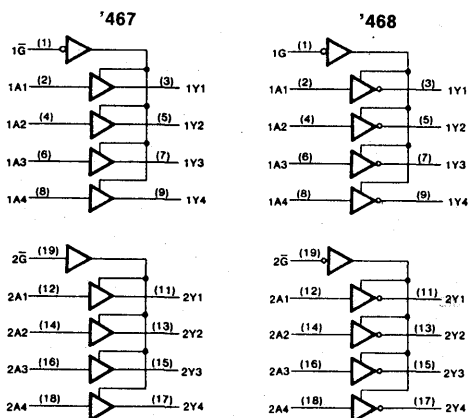 '467
1G̅ (1)
1A1 (2) (3) 1Y1
1A2 (4) (5) 1Y2
1A3 (6) (7) 1Y3
1A4 (8) (9) 1Y4
2G̅ (19)
2A1 (12) (11) 2Y1
2A2 (14) (13) 2Y2
2A3 (16) (15) 2Y3
2A4 (18) (17) 2Y4
'468
1G (1)
1A1 (2) (3) 1Y1
1A2 (4) (5) 1Y2
1A3 (6) (7) 1Y3
1A4 (8) (9) 1Y4
2G̅ (19)
2A1 (12) (11) 2Y1
2A2 (14) (13) 2Y2
2A3 (16) (15) 2Y3
2A4 (18) (17) 2Y4